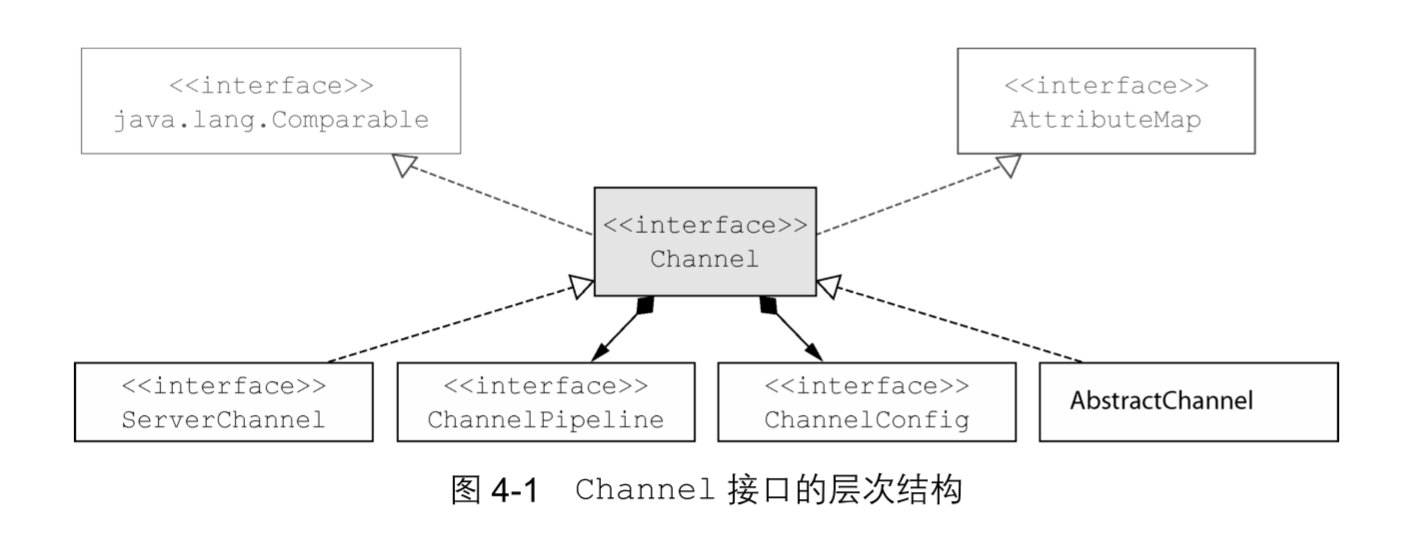 <<interface>>
java.lang.Comparable
<<interface>>
AttributeMap
<<interface>>
Channel
<<interface>>
ServerChannel
<<interface>>
ChannelPipeline
<<interface>>
ChannelConfig
AbstractChannel
图 4-1 Channel 接口的层次结构